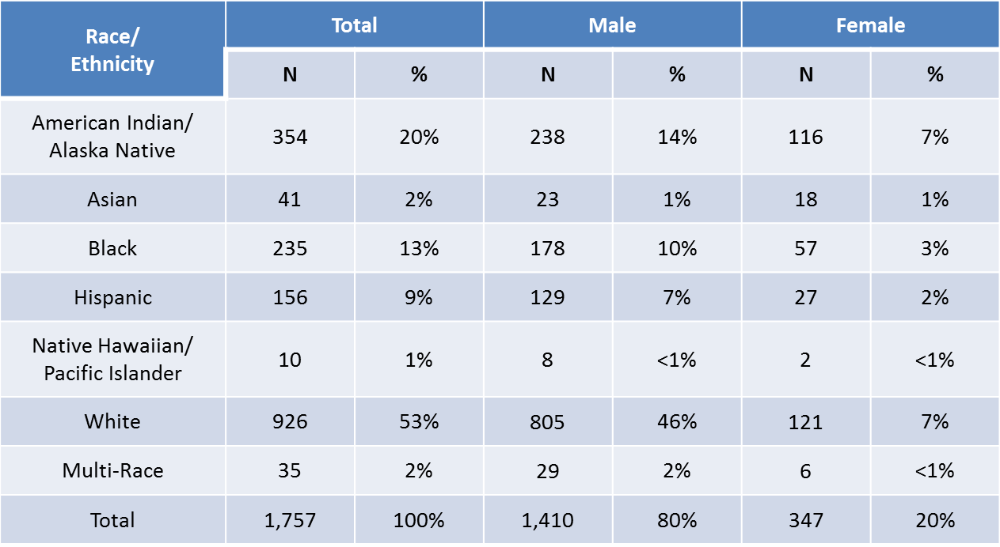 Race/
Ethnicity
Total Male Female
N % N % N %
American Indian/
Alaska Native
354 20% 238 14% 116 7%
Asian 41 2% 23 1% 18 1%
Black 235 13% 178 10% 57 3%
Hispanic 156 9% 129 7% 27 2%
Native Hawaiian/
Pacific Islander
10 1% 8 <1% 2 <1%
White 926 53% 805 46% 121 7%
Multi-Race 35 2% 29 2% 6 <1%
Total 1,757 100% 1,410 80% 347 20%